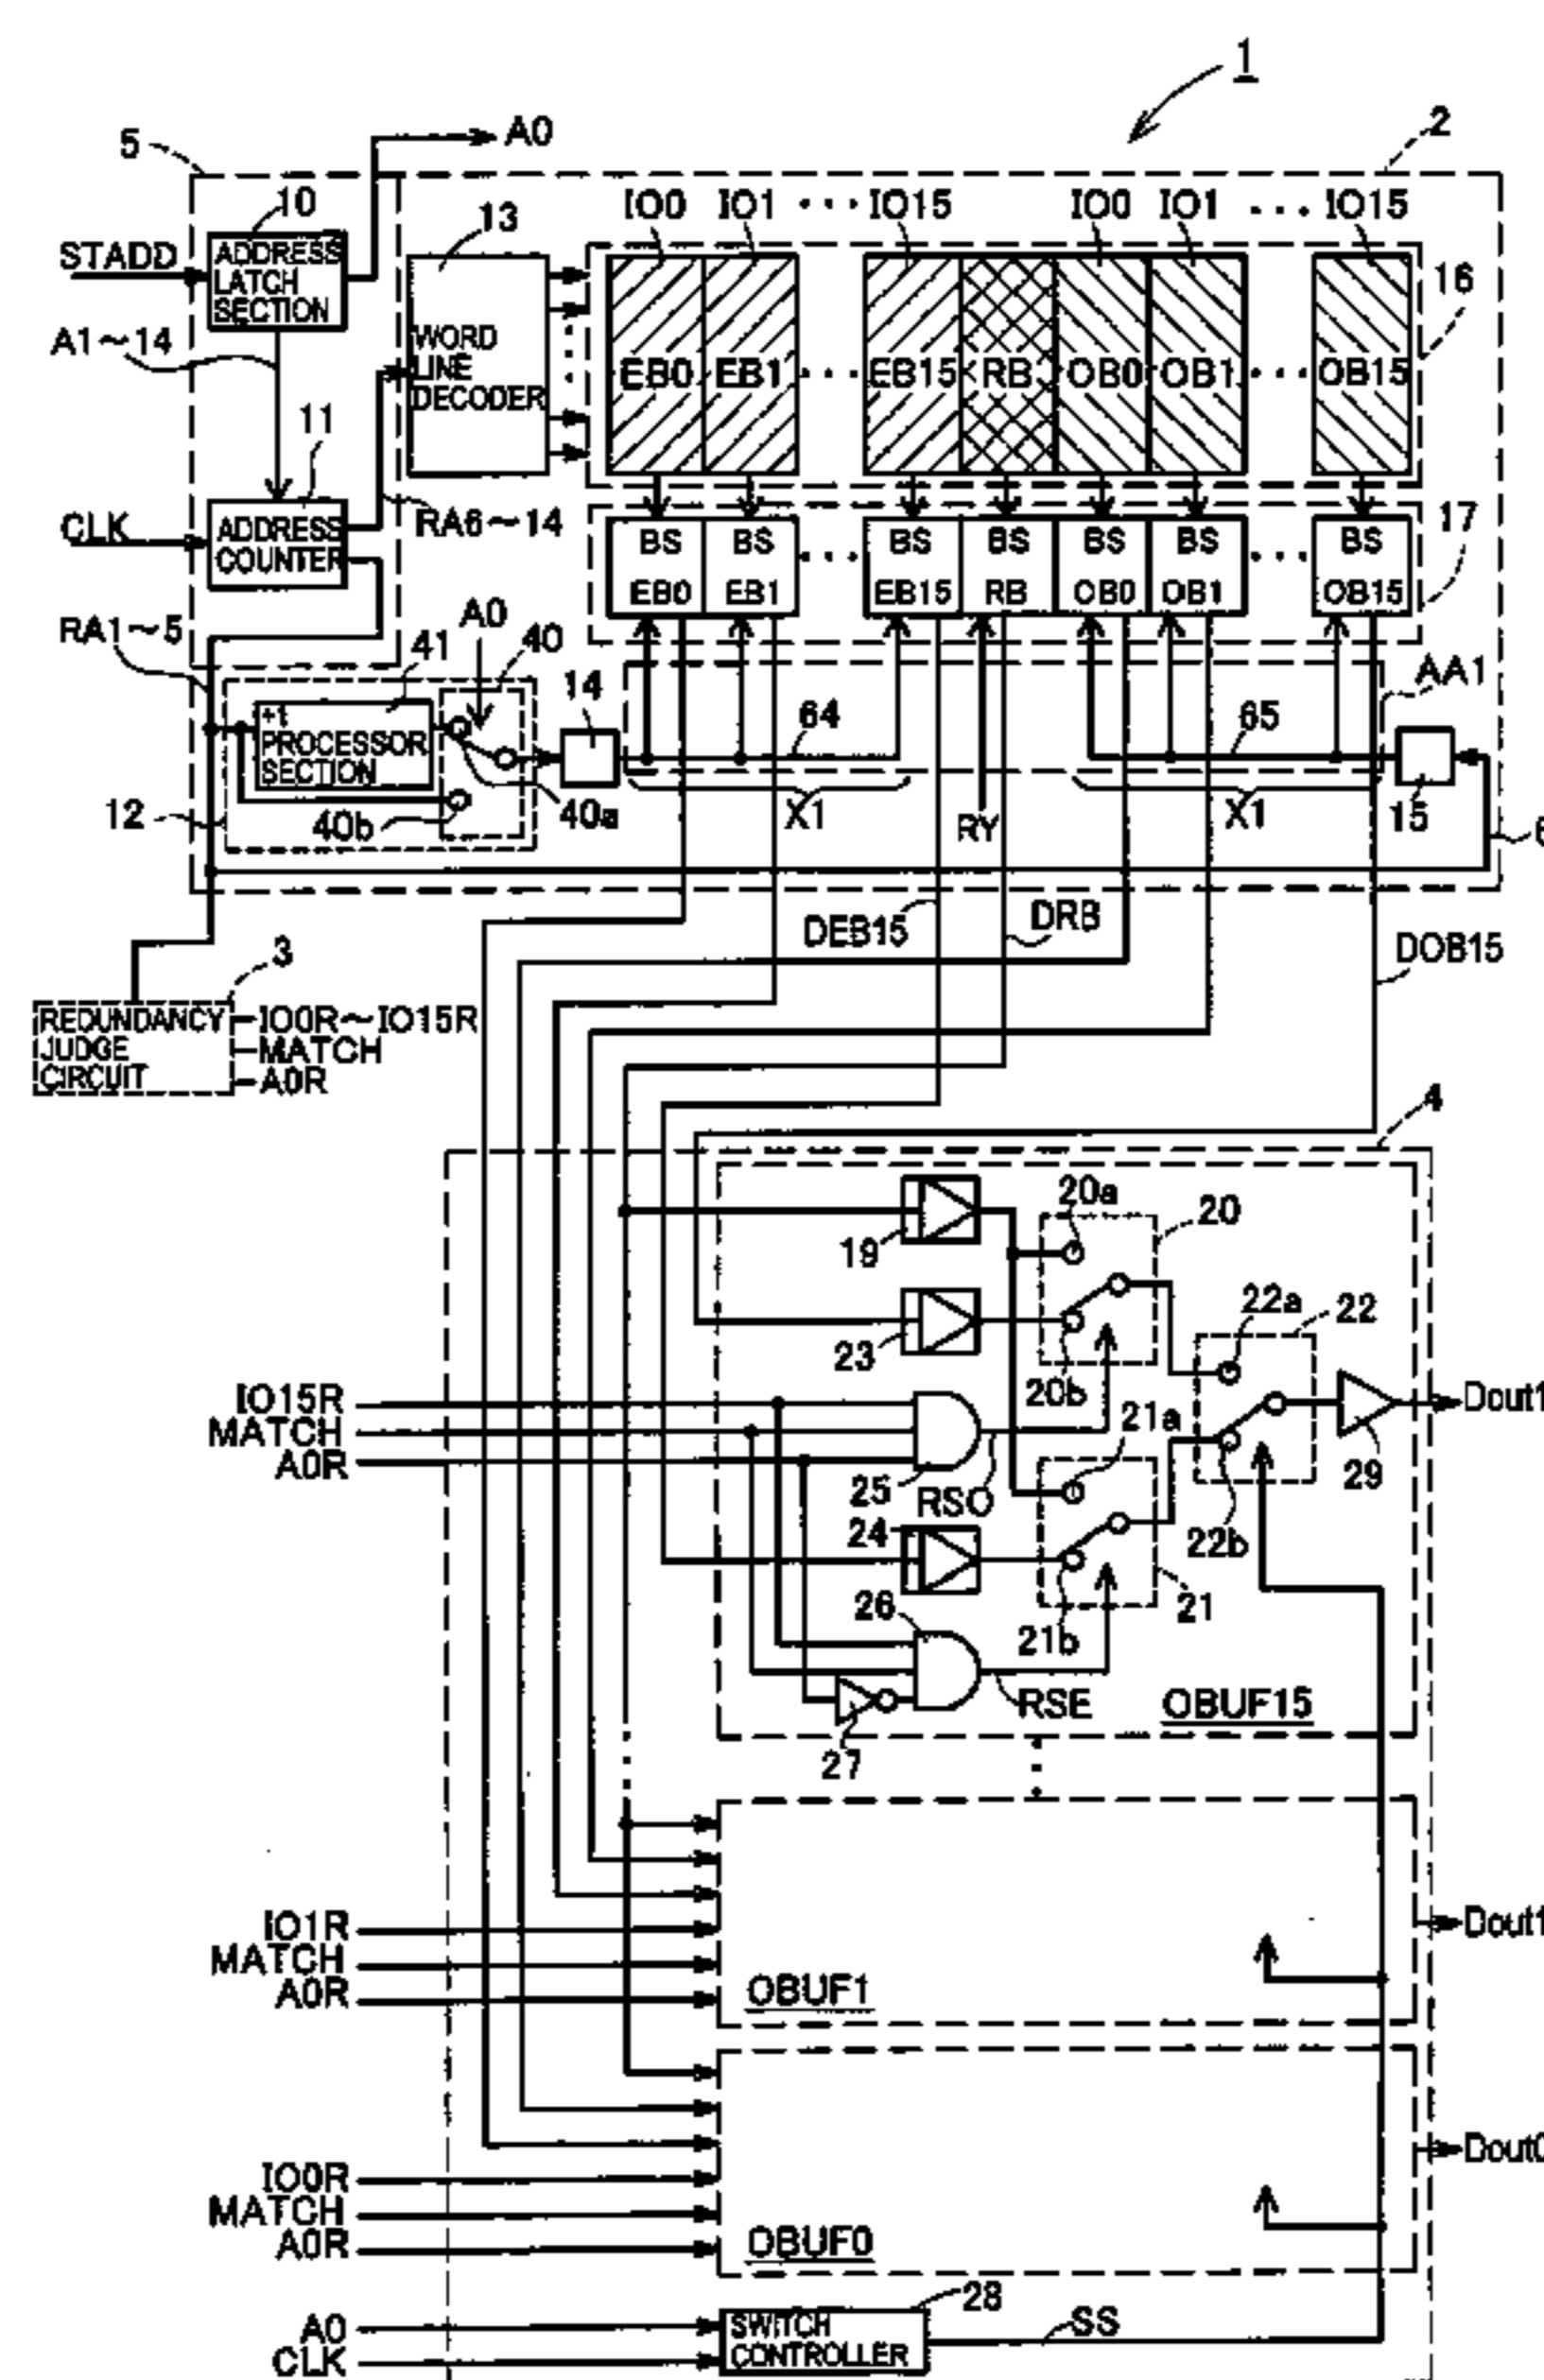 1
5
A0
2
10
13
IO0 IO1 ··· IO15 IO0 IO1 ··· IO15
STADD
ADDRESS
LATCH
SECTION
16
A1~14
WORD
LINE
DECODER
EB0 EB1 ··· EB15 RB OB0 OB1 ··· OB15
11
CLK
ADDRESS
COUNTER
RA6~14
17
BS BS ··· BS BS BS BS ··· BS
EB0 EB1 EB15 RB OB0 OB1 OB15
RA1~5
A0
40
41
14
AA1
+1
PROCESSOR
SECTION
64
65
12
40b
40a
X1
RY
X1
15
6
DEB15
DRB
DOB15
3
REDUNDANCY
JUDGE
CIRCUIT
IO0R~IO15R
MATCH
A0R
4
20a
20
19
22a
22
23
20b
IO15R
MATCH
A0R
21a
Dout1
25
RSO
29
24
22b
26
21
21b
RSE
OBUF15
27
IO1R
MATCH
A0R
OBUF1
Dout1
IO0R
MATCH
A0R
OBUF0
Dout0
28
A0
CLK
SWITCH
CONTROLLER
SS